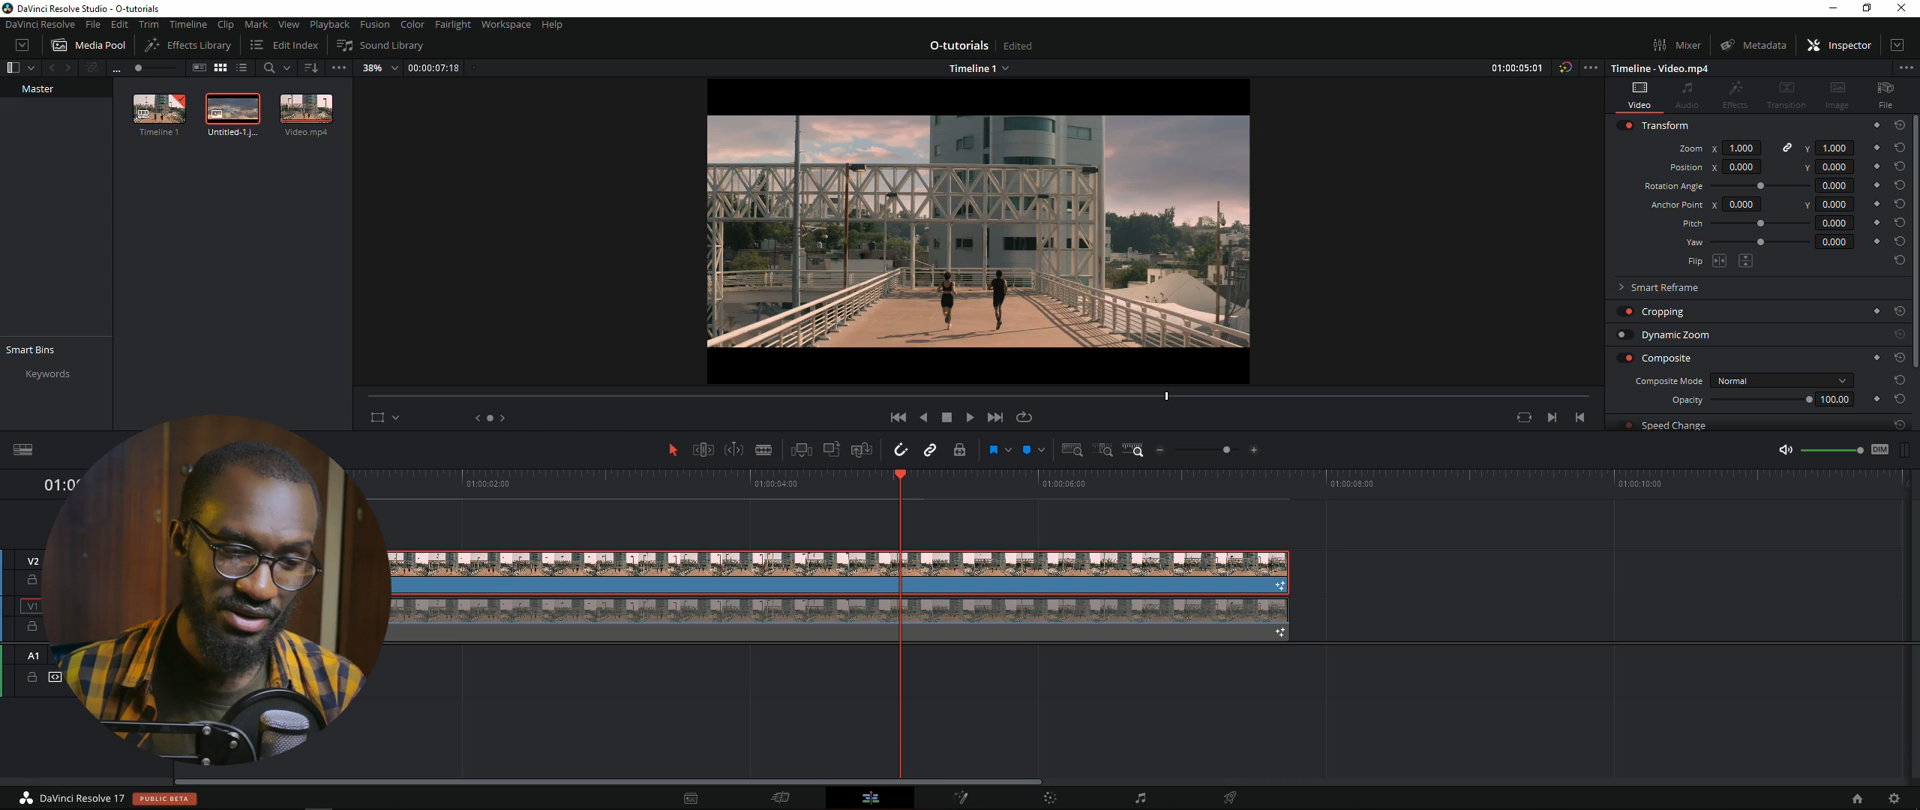 DaVinci Resolve Studio - O-tutorials
DaVinci Resolve File Edit Trim Timeline Clip Mark View Playback Fusion Color Fairlight Workspace Help
Media Pool Effects Library Edit Index Sound Library O-tutorials Edited Mixer Metadata Inspector
38% 00:00:07:18 Timeline 1 01:00:05:01 Timeline - Video.mp4
Master
Timeline 1 Untitled-1.j... Video.mp4
Video Audio Effects Transition Image File
Transform
Zoom X 1.000 Y 1.000
Position X 0.000 Y 0.000
Rotation Angle 0.000
Anchor Point X 0.000 Y 0.000
Pitch 0.000
Yaw 0.000
Flip
Smart Reframe
Cropping
Dynamic Zoom
Composite
Composite Mode Normal
Opacity 100.00
Speed Change
Smart Bins
Keywords
DIM
01:00:02:00 01:00:04:00 01:00:06:00 01:00:08:00 01:00:10:00
V2
V1
A1
DaVinci Resolve 17 PUBLIC BETA